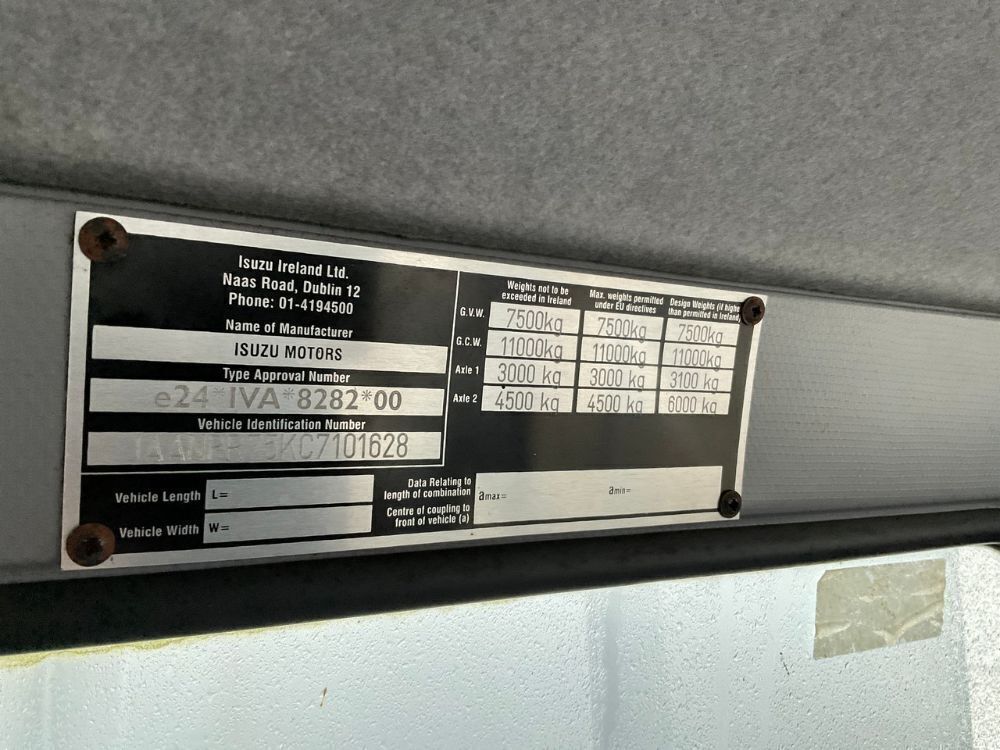 Isuzu Ireland Ltd.
Naas Road, Dublin 12
Phone: 01-4194500
Name of Manufacturer
ISUZU MOTORS
Type Approval Number
e24*IVA*8282*00
Vehicle Identification Number
Vehicle Length L=
Vehicle Width W=
Weights not to be exceeded in Ireland
Max. weights permitted under EU directives
Design Weights (if highe than permitted in Ireland)
G.V.W. 7500kg 7500kg 7500kg
G.C.W. 11000kg 11000kg 11000kg
Axle 1 3000 kg 3000 kg 3100 kg
Axle 2 4500 kg 4500 kg 6000 kg
Data Relating to
length of combination
Centre of coupling to
front of vehicle (a)
amax= amin=